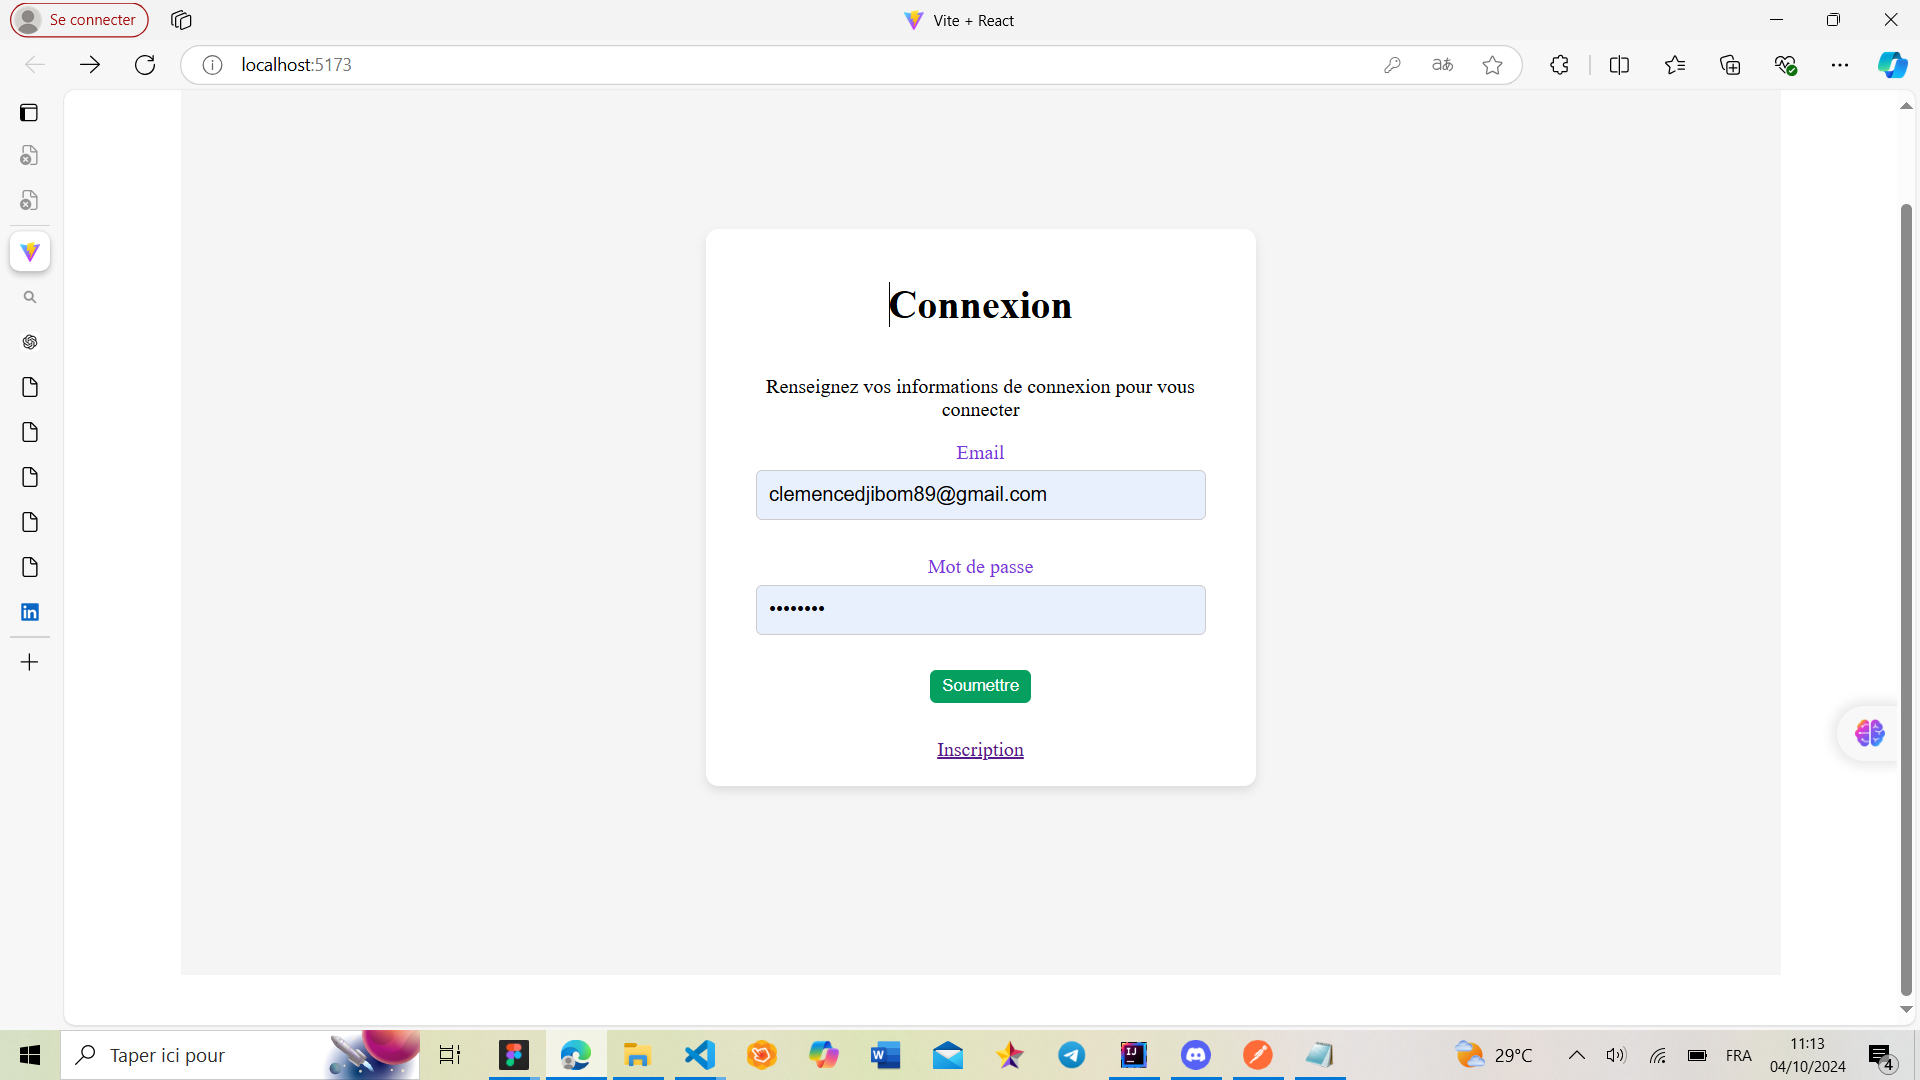 Se connecter
Vite + React
localhost:5173
Connexion
Renseignez vos informations de connexion pour vous
connecter
Email
clemencedjibom89@gmail.com
Mot de passe
••••••••
Soumettre
Inscription
Taper ici pour
29°C
FRA
11:13
04/10/2024
4